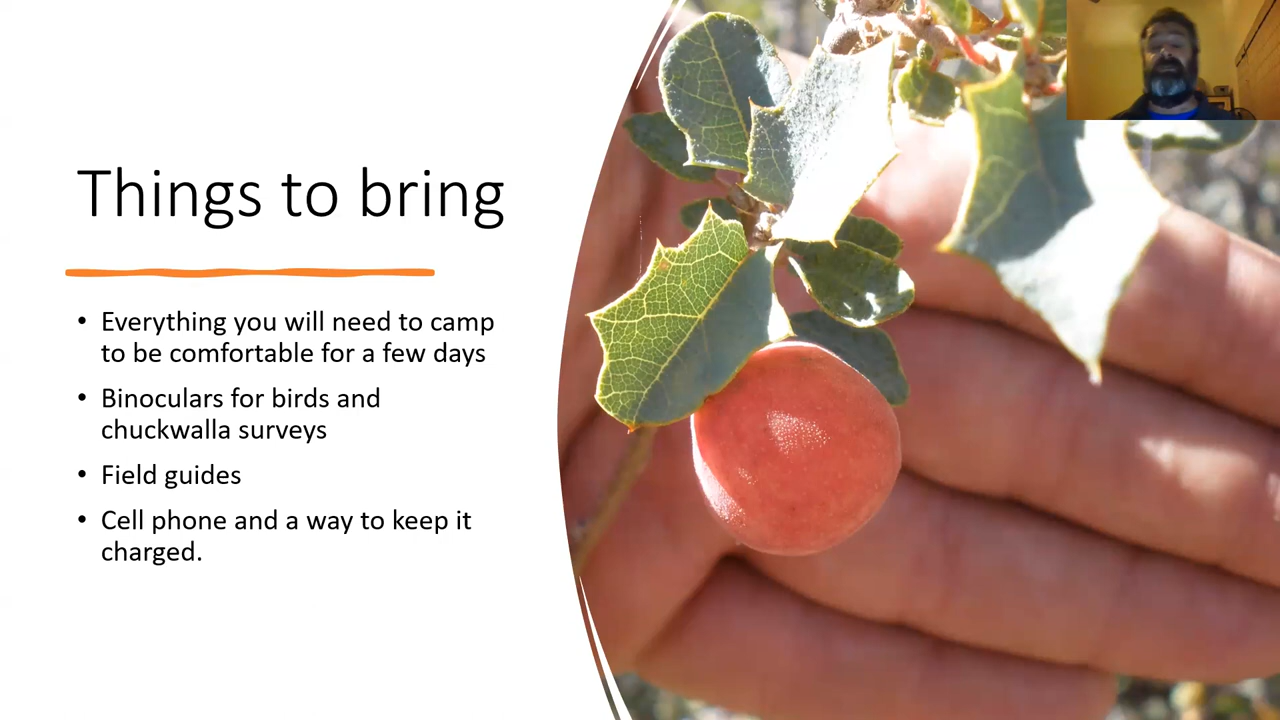 Things to bring
• Everything you will need to camp
to be comfortable for a few days
• Binoculars for birds and
chuckwalla surveys
• Field guides
• Cell phone and a way to keep it
charged.